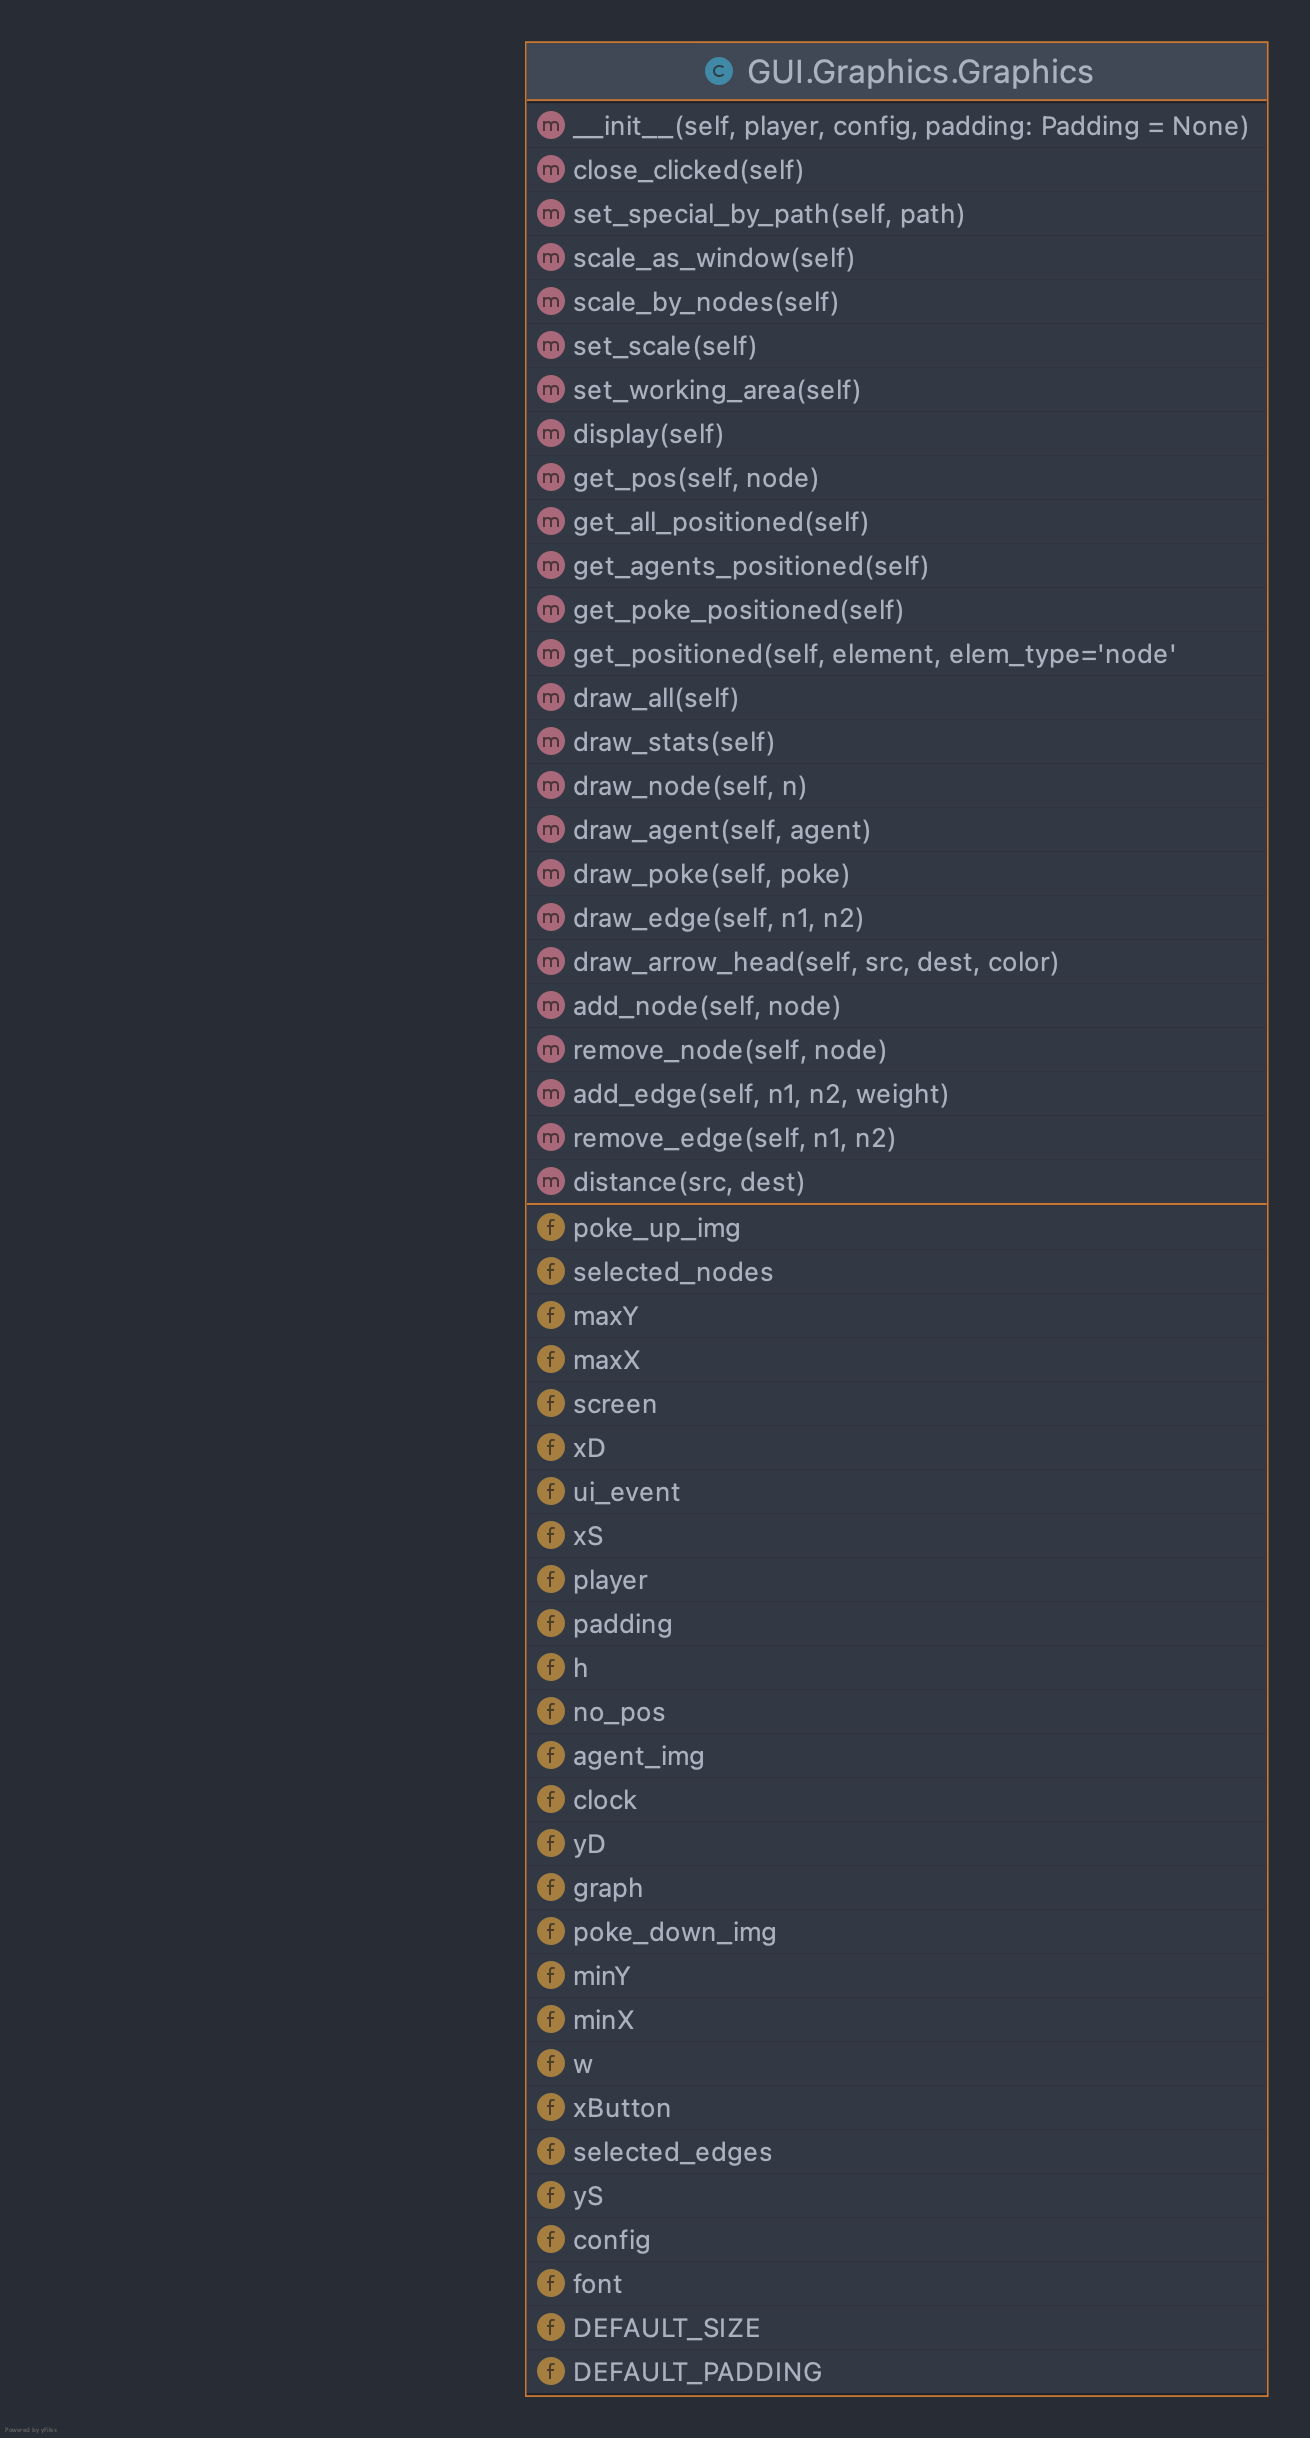 C GUI.Graphics.Graphics
m __init__(self, player, config, padding: Padding = None)
m close_clicked(self)
m set_special_by_path(self, path)
m scale_as_window(self)
m scale_by_nodes(self)
m set_scale(self)
m set_working_area(self)
m display(self)
m get_pos(self, node)
m get_all_positioned(self)
m get_agents_positioned(self)
m get_poke_positioned(self)
m get_positioned(self, element, elem_type='node'
m draw_all(self)
m draw_stats(self)
m draw_node(self, n)
m draw_agent(self, agent)
m draw_poke(self, poke)
m draw_edge(self, n1, n2)
m draw_arrow_head(self, src, dest, color)
m add_node(self, node)
m remove_node(self, node)
m add_edge(self, n1, n2, weight)
m remove_edge(self, n1, n2)
m distance(src, dest)
f poke_up_img
f selected_nodes
f maxY
f maxX
f screen
f xD
f ui_event
f xS
f player
f padding
f h
f no_pos
f agent_img
f clock
f yD
f graph
f poke_down_img
f minY
f minX
f w
f xButton
f selected_edges
f yS
f config
f font
f DEFAULT_SIZE
f DEFAULT_PADDING
Powered by yFiles